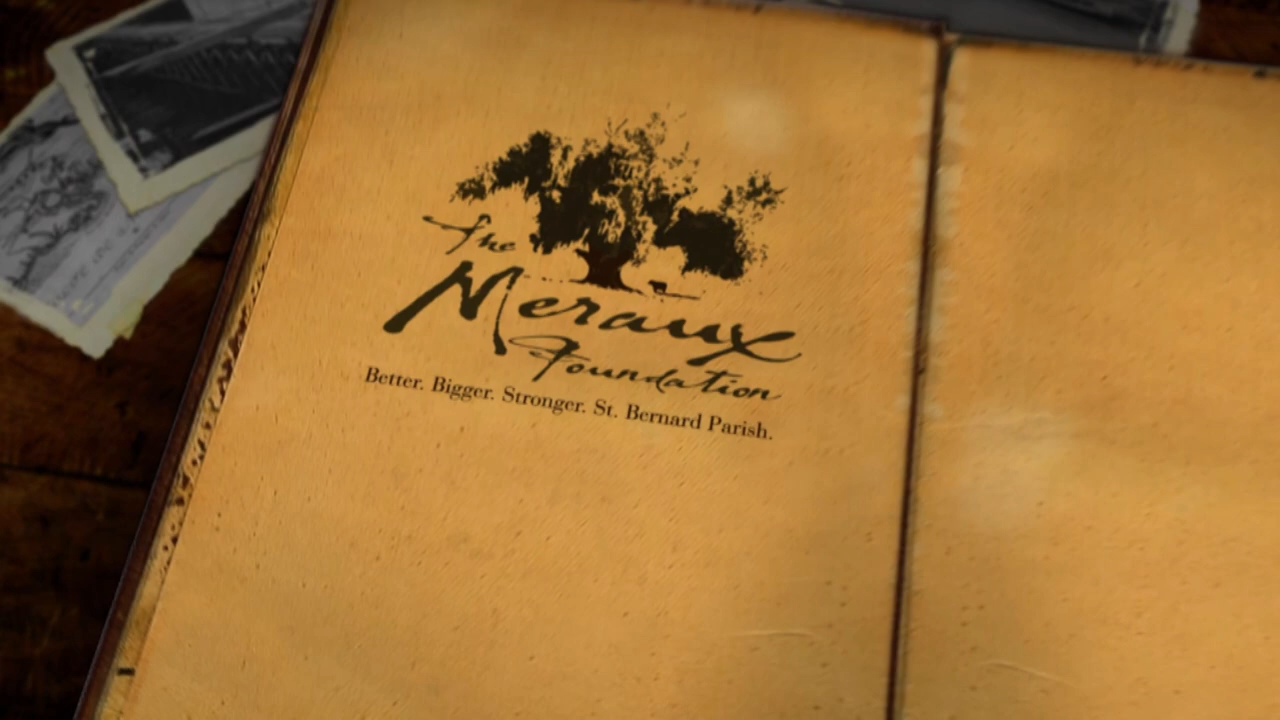 The
Meraux
Foundation
Better. Bigger. Stronger. St. Bernard Parish.